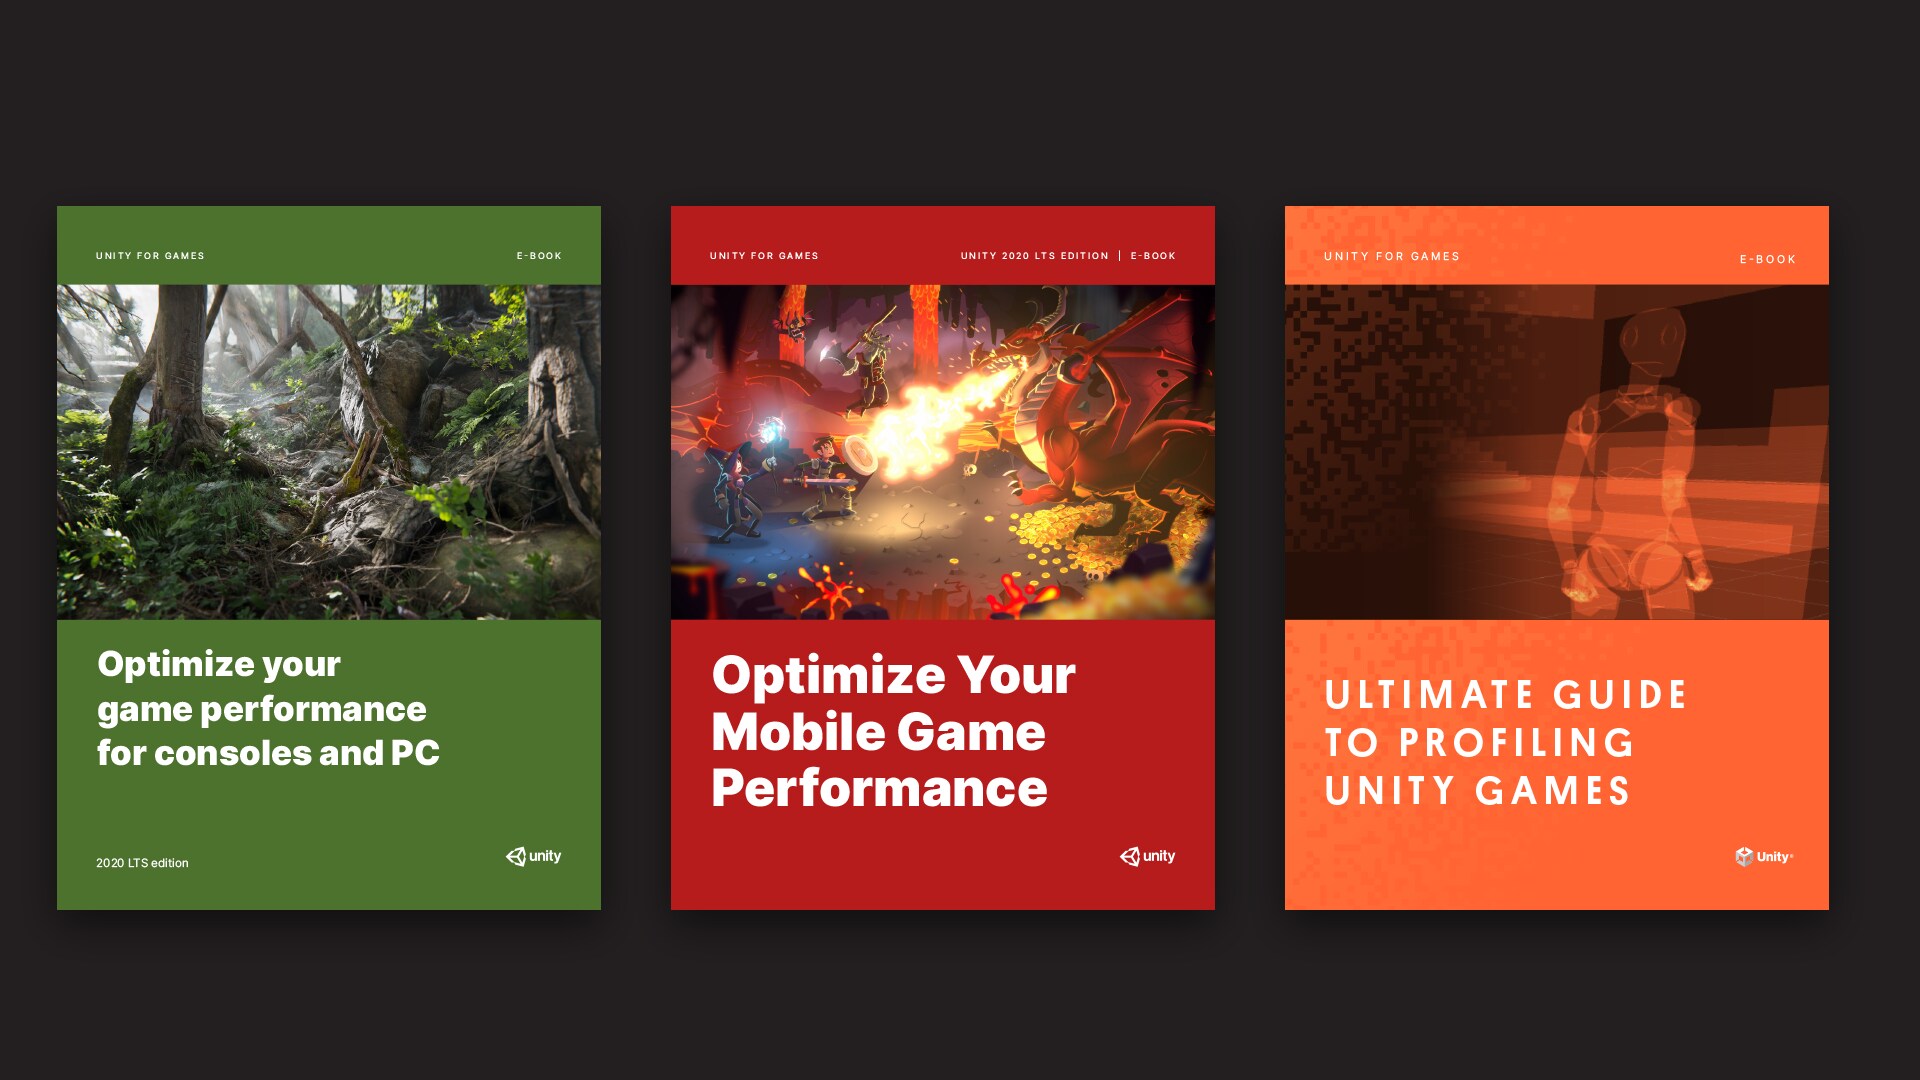 UNITY FOR GAMES
E-BOOK
Optimize your
game performance
for consoles and PC
2020 LTS edition
unity
UNITY FOR GAMES
UNITY 2020 LTS EDITION | E-BOOK
Optimize Your
Mobile Game
Performance
unity
UNITY FOR GAMES
E-BOOK
ULTIMATE GUIDE
TO PROFILING
UNITY GAMES
Unity®